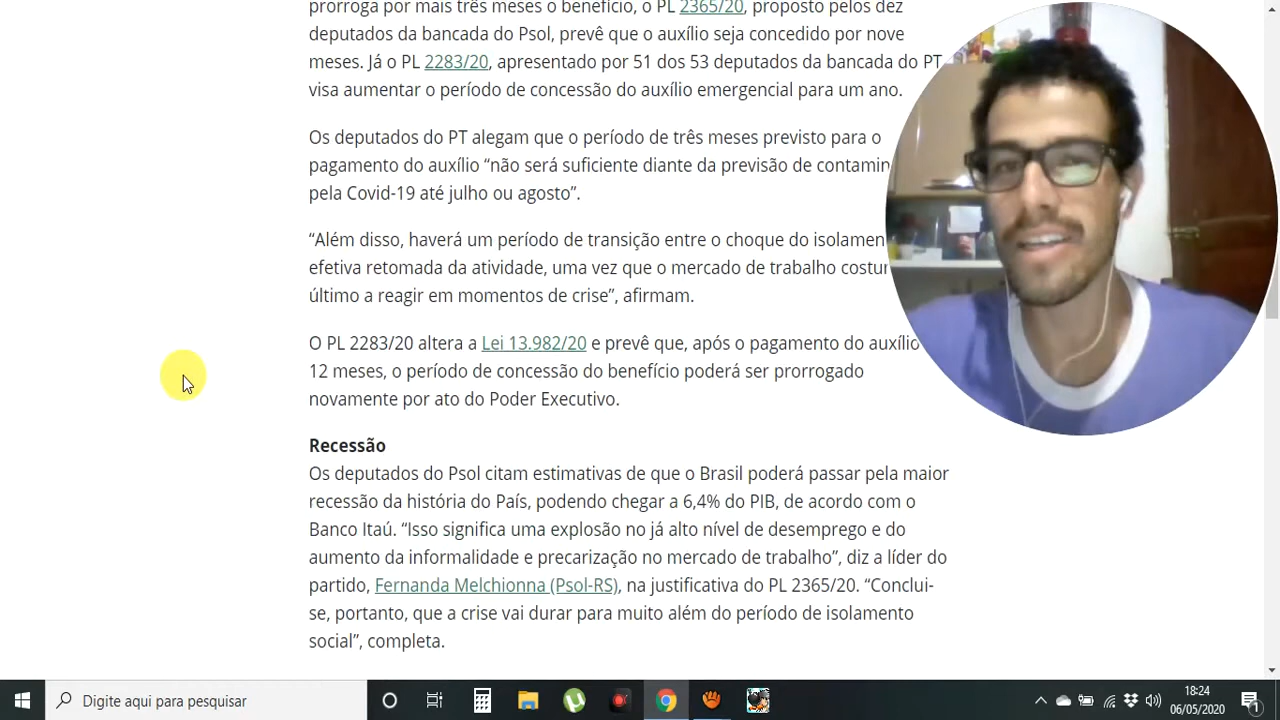 prorroga por mais três meses o benefício, o PL 2365/20, proposto pelos dez
deputados da bancada do Psol, prevê que o auxílio seja concedido por nove
meses. Já o PL 2283/20, apresentado por 51 dos 53 deputados da bancada do PT
visa aumentar o período de concessão do auxílio emergencial para um ano.
Os deputados do PT alegam que o período de três meses previsto para o
pagamento do auxílio “não será suficiente diante da previsão de contamin
pela Covid-19 até julho ou agosto”.
“Além disso, haverá um período de transição entre o choque do isolamen
efetiva retomada da atividade, uma vez que o mercado de trabalho costu
último a reagir em momentos de crise”, afirmam.
O PL 2283/20 altera a Lei 13.982/20 e prevê que, após o pagamento do auxílio
12 meses, o período de concessão do benefício poderá ser prorrogado
novamente por ato do Poder Executivo.
Recessão
Os deputados do Psol citam estimativas de que o Brasil poderá passar pela maior
recessão da história do País, podendo chegar a 6,4% do PIB, de acordo com o
Banco Itaú. “Isso significa uma explosão no já alto nível de desemprego e do
aumento da informalidade e precarização no mercado de trabalho”, diz a líder do
partido, Fernanda Melchionna (Psol-RS), na justificativa do PL 2365/20. “Conclui-
se, portanto, que a crise vai durar para muito além do período de isolamento
social”, completa.
Digite aqui para pesquisar
18:24
06/05/2020
1